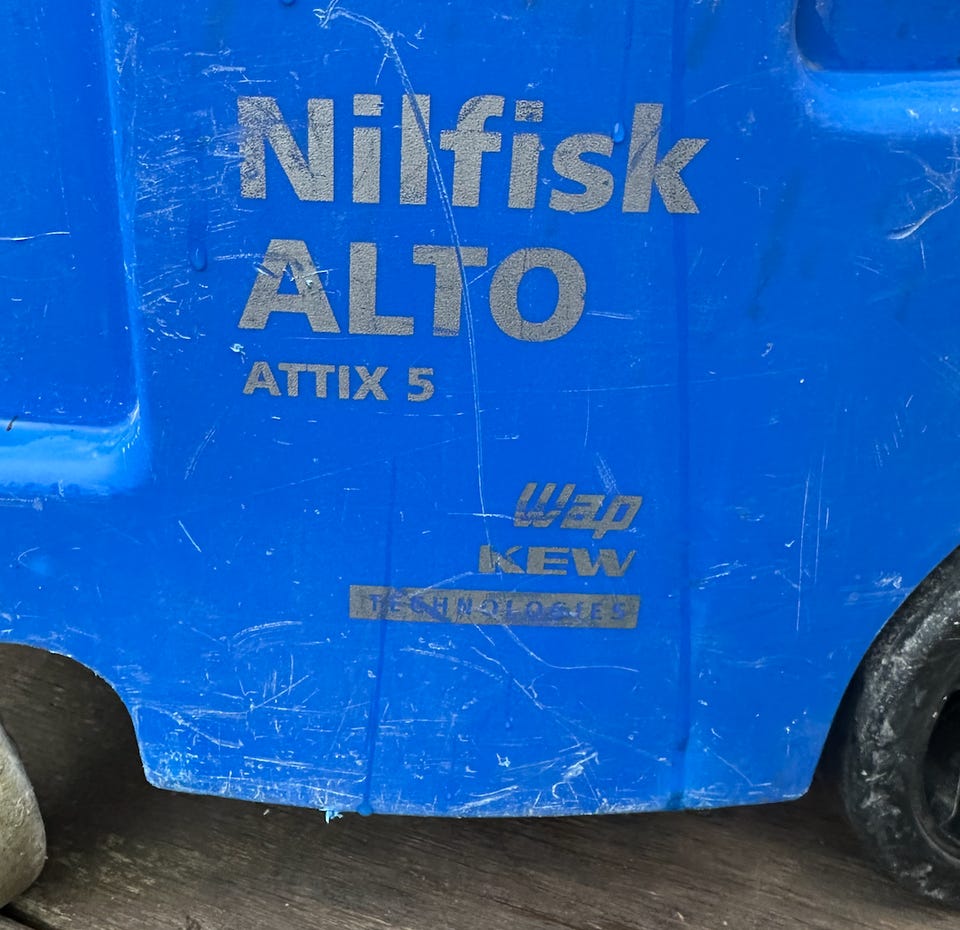 Nilfisk
ALTO
ATTIX 5
Wap
KEW
TECHNOLOGIES